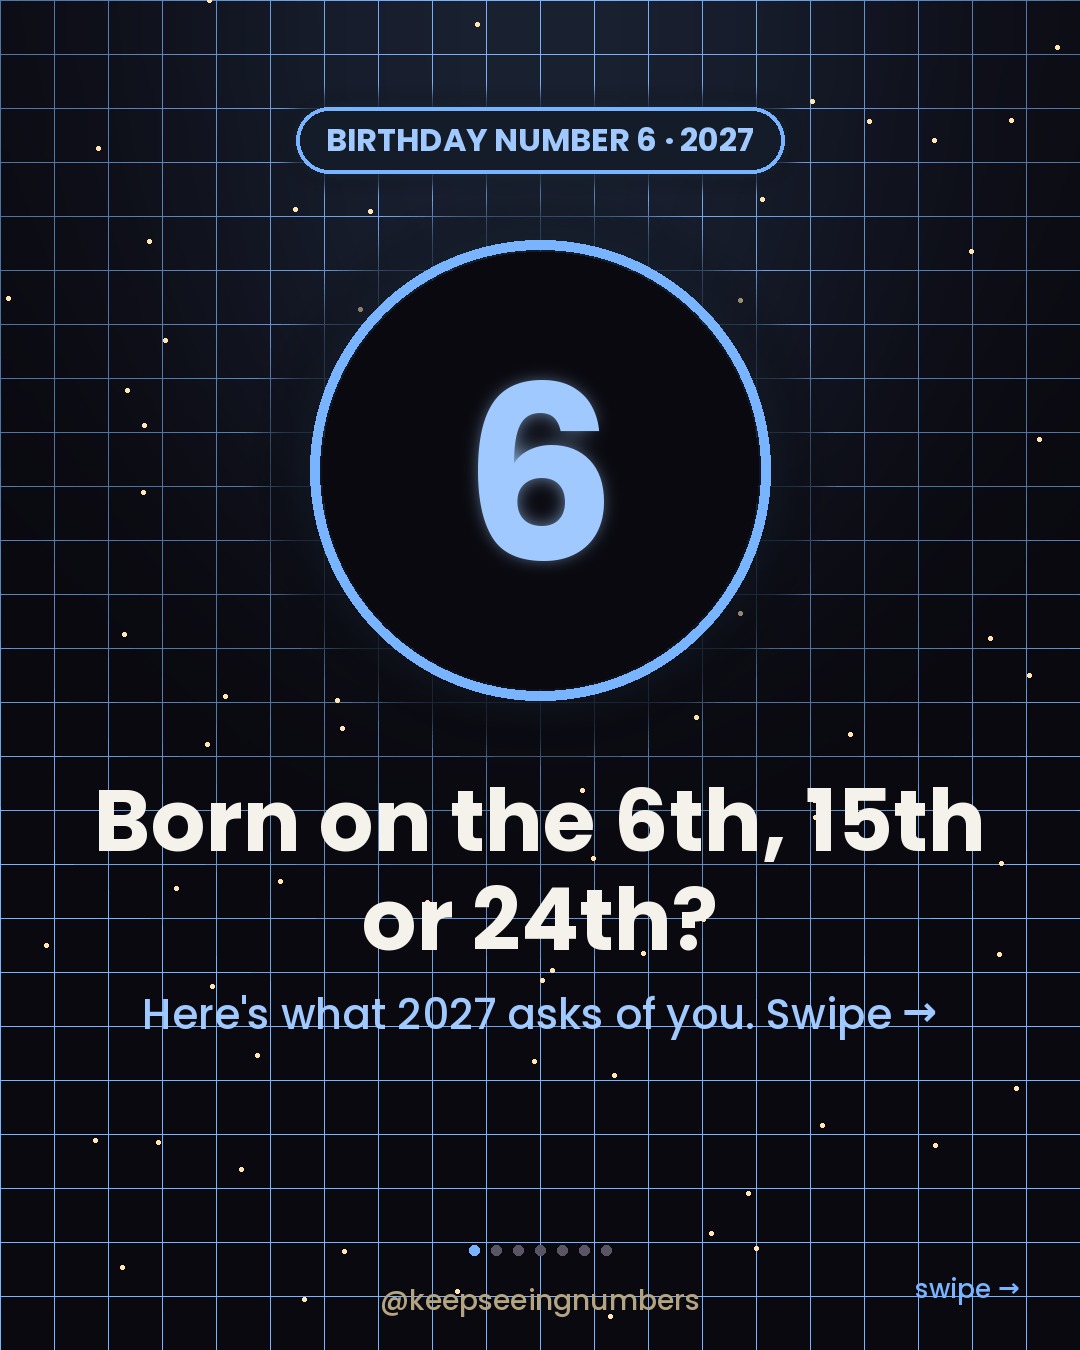 BIRTHDAY NUMBER 6 · 2027
6
Born on the 6th, 15th
or 24th?
Here's what 2027 asks of you. Swipe →
@keepseeingnumbers
swipe →